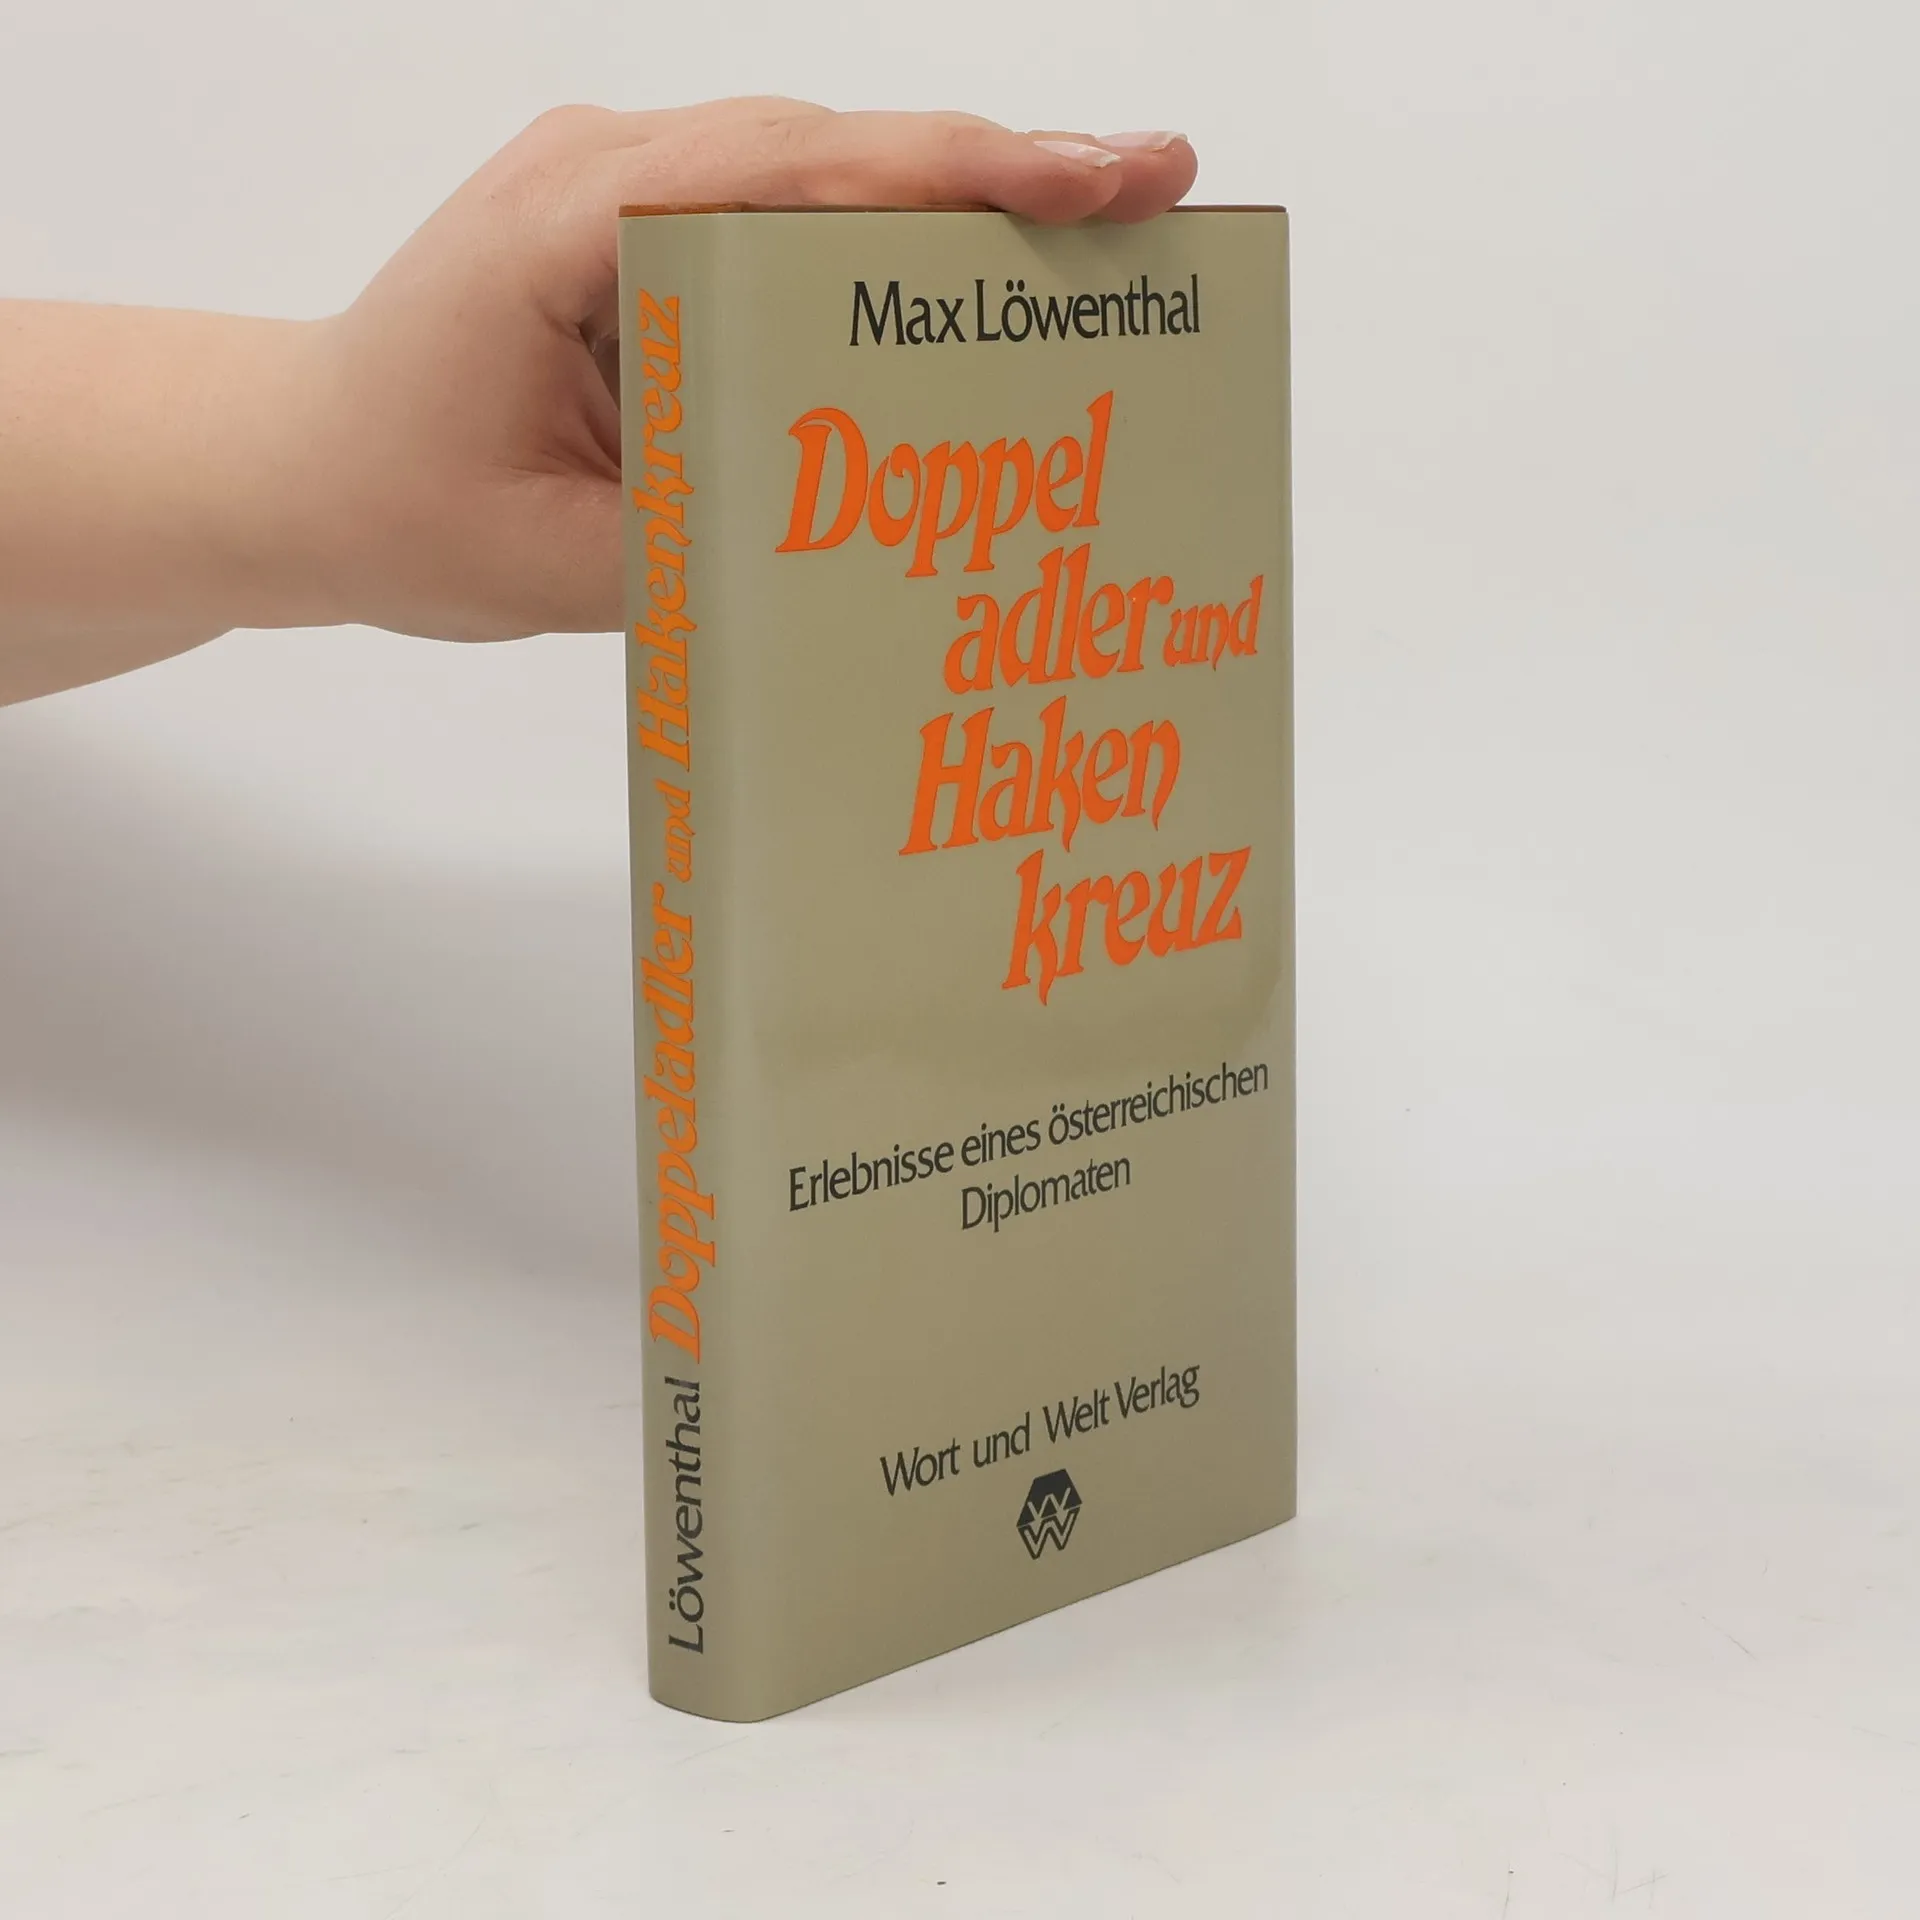 Max Löwenthal
Doppel
adler und
Haken
kreuz
Erlebnisse eines österreichischen
Diplomaten
Wort und Welt Verlag
WW
Löwenthal Doppeladler und Hakenkreuz